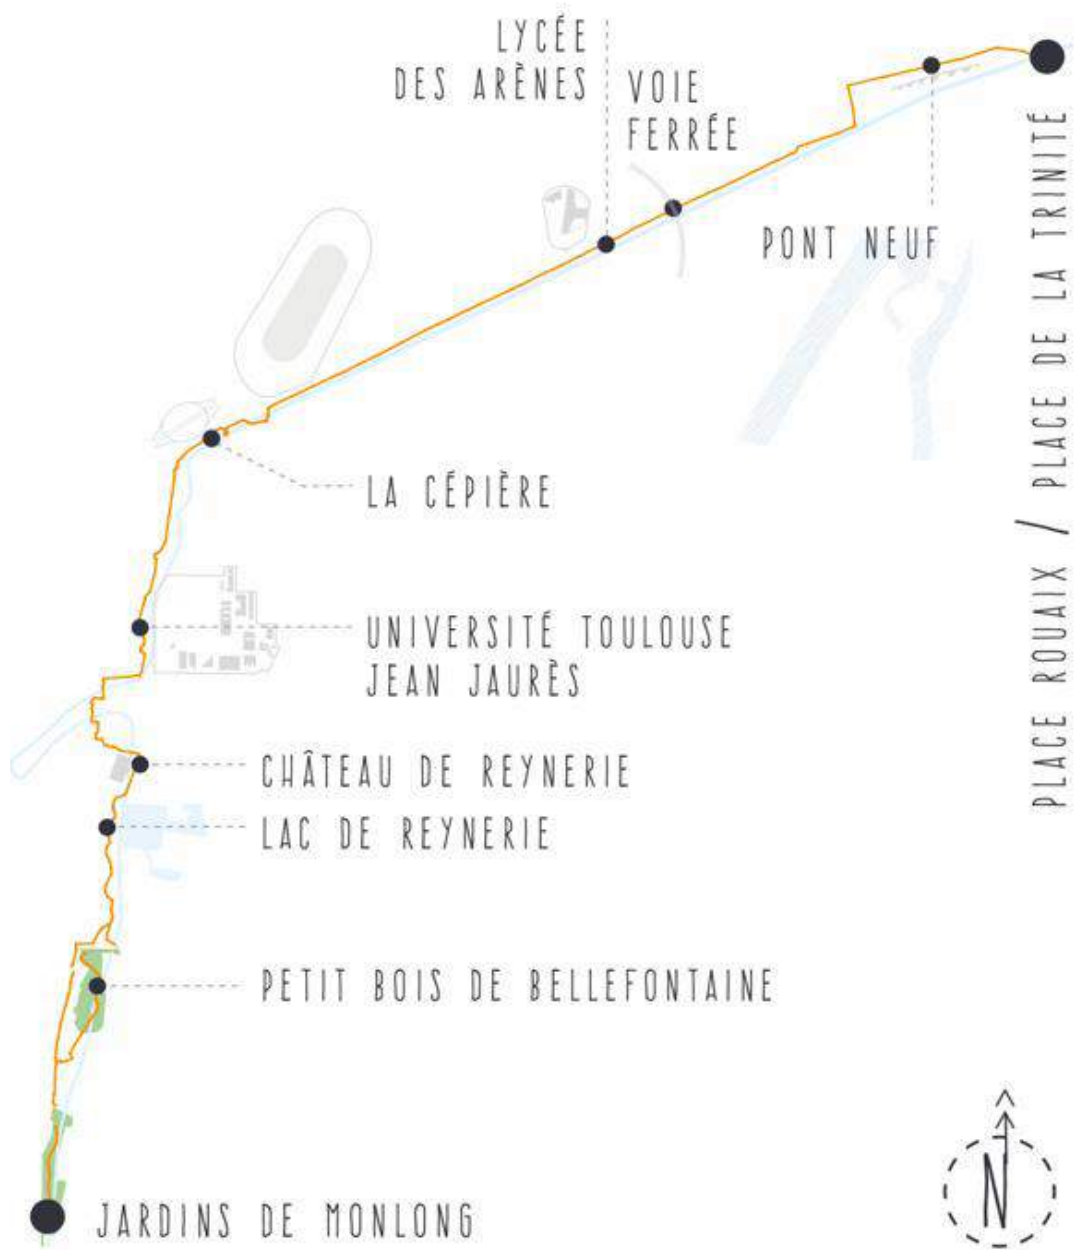 LYCÉE
DES ARÈNES
VOIE
FERRÉE
PONT NEUF
PLACE ROUAIX / PLACE DE LA TRINITÉ
LA CÉPIÈRE
UNIVERSITÉ TOULOUSE
JEAN JAURÈS
CHÂTEAU DE REYNERIE
LAC DE REYNERIE
PETIT BOIS DE BELLEFONTAINE
JARDINS DE MONLONG
N